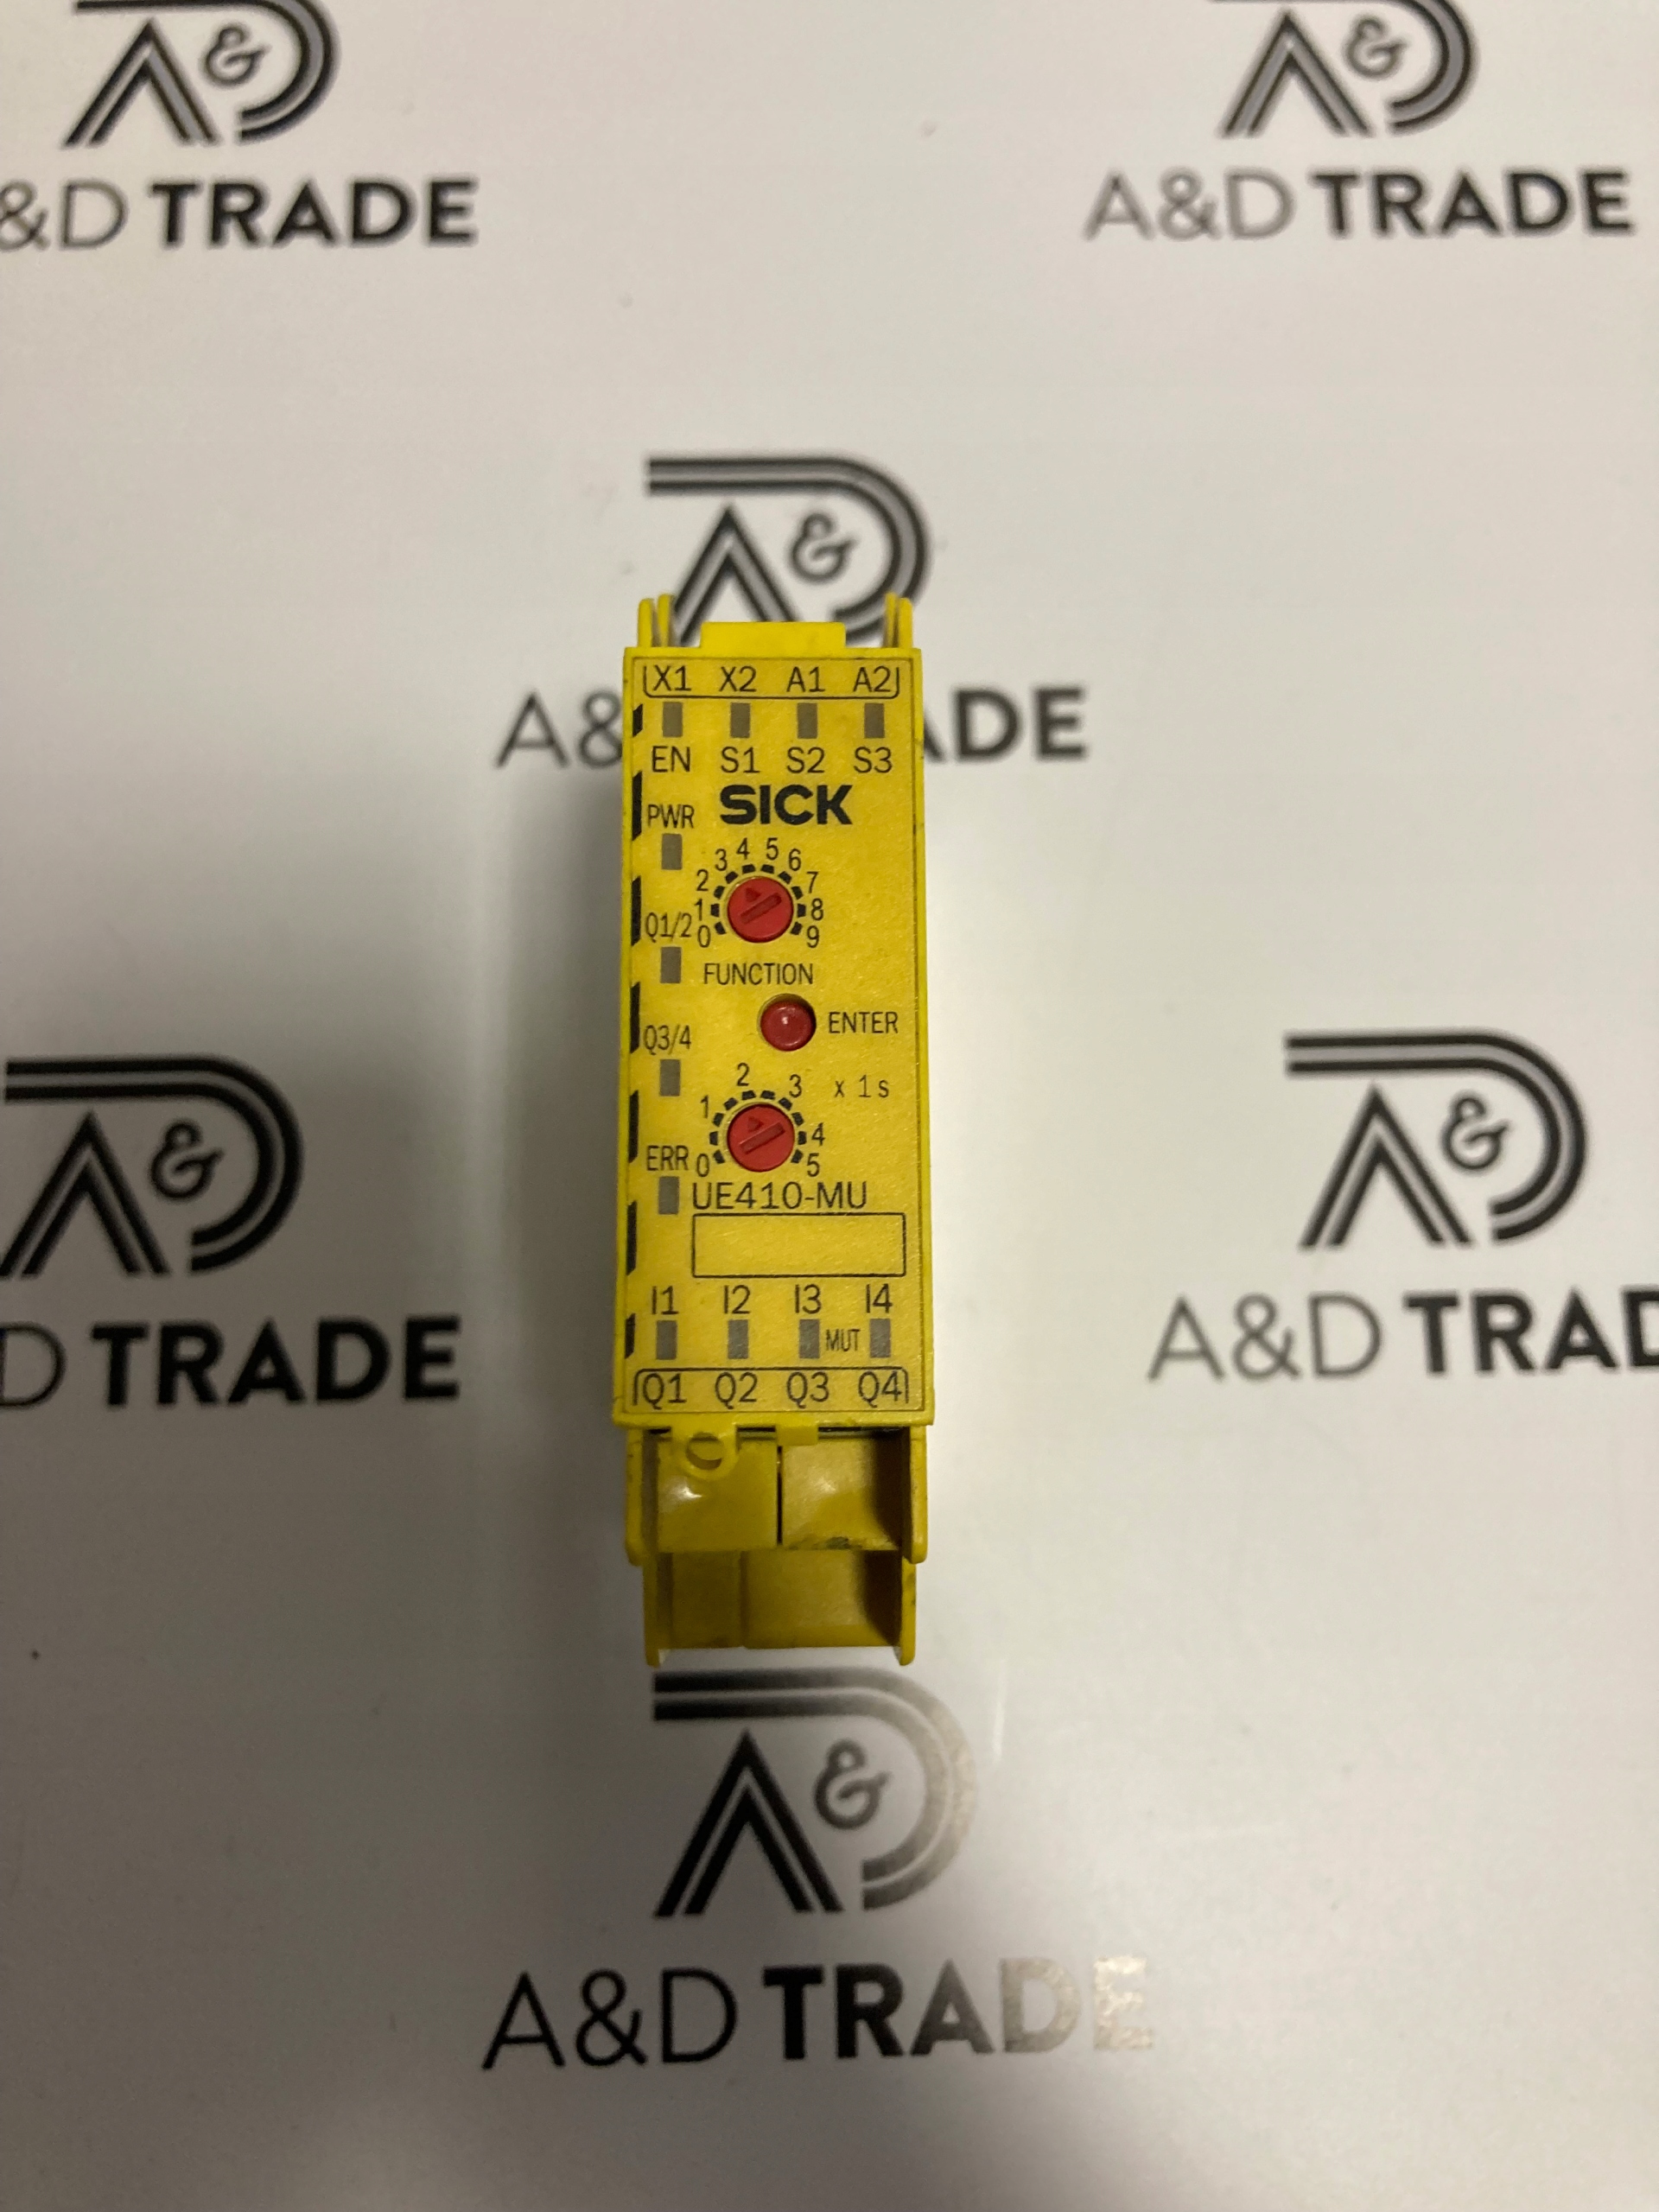 A&D
&D TRADE
A&D
A&D TRADE
A&D
A& ADE
X1 X2 A1 A2
EN S1 S2 S3
PWR SICK
0 1 2 3 4 5 6 7 8 9
Q1/2
FUNCTION
ENTER
Q3/4
x 1 s
0 1 2 3 4 5
ERR
UE410-MU
I1 I2 I3 I4
MUT
Q1 Q2 Q3 Q4
A&D
D TRADE
A&D
A&D TRAD
A&D
A&D TRADE